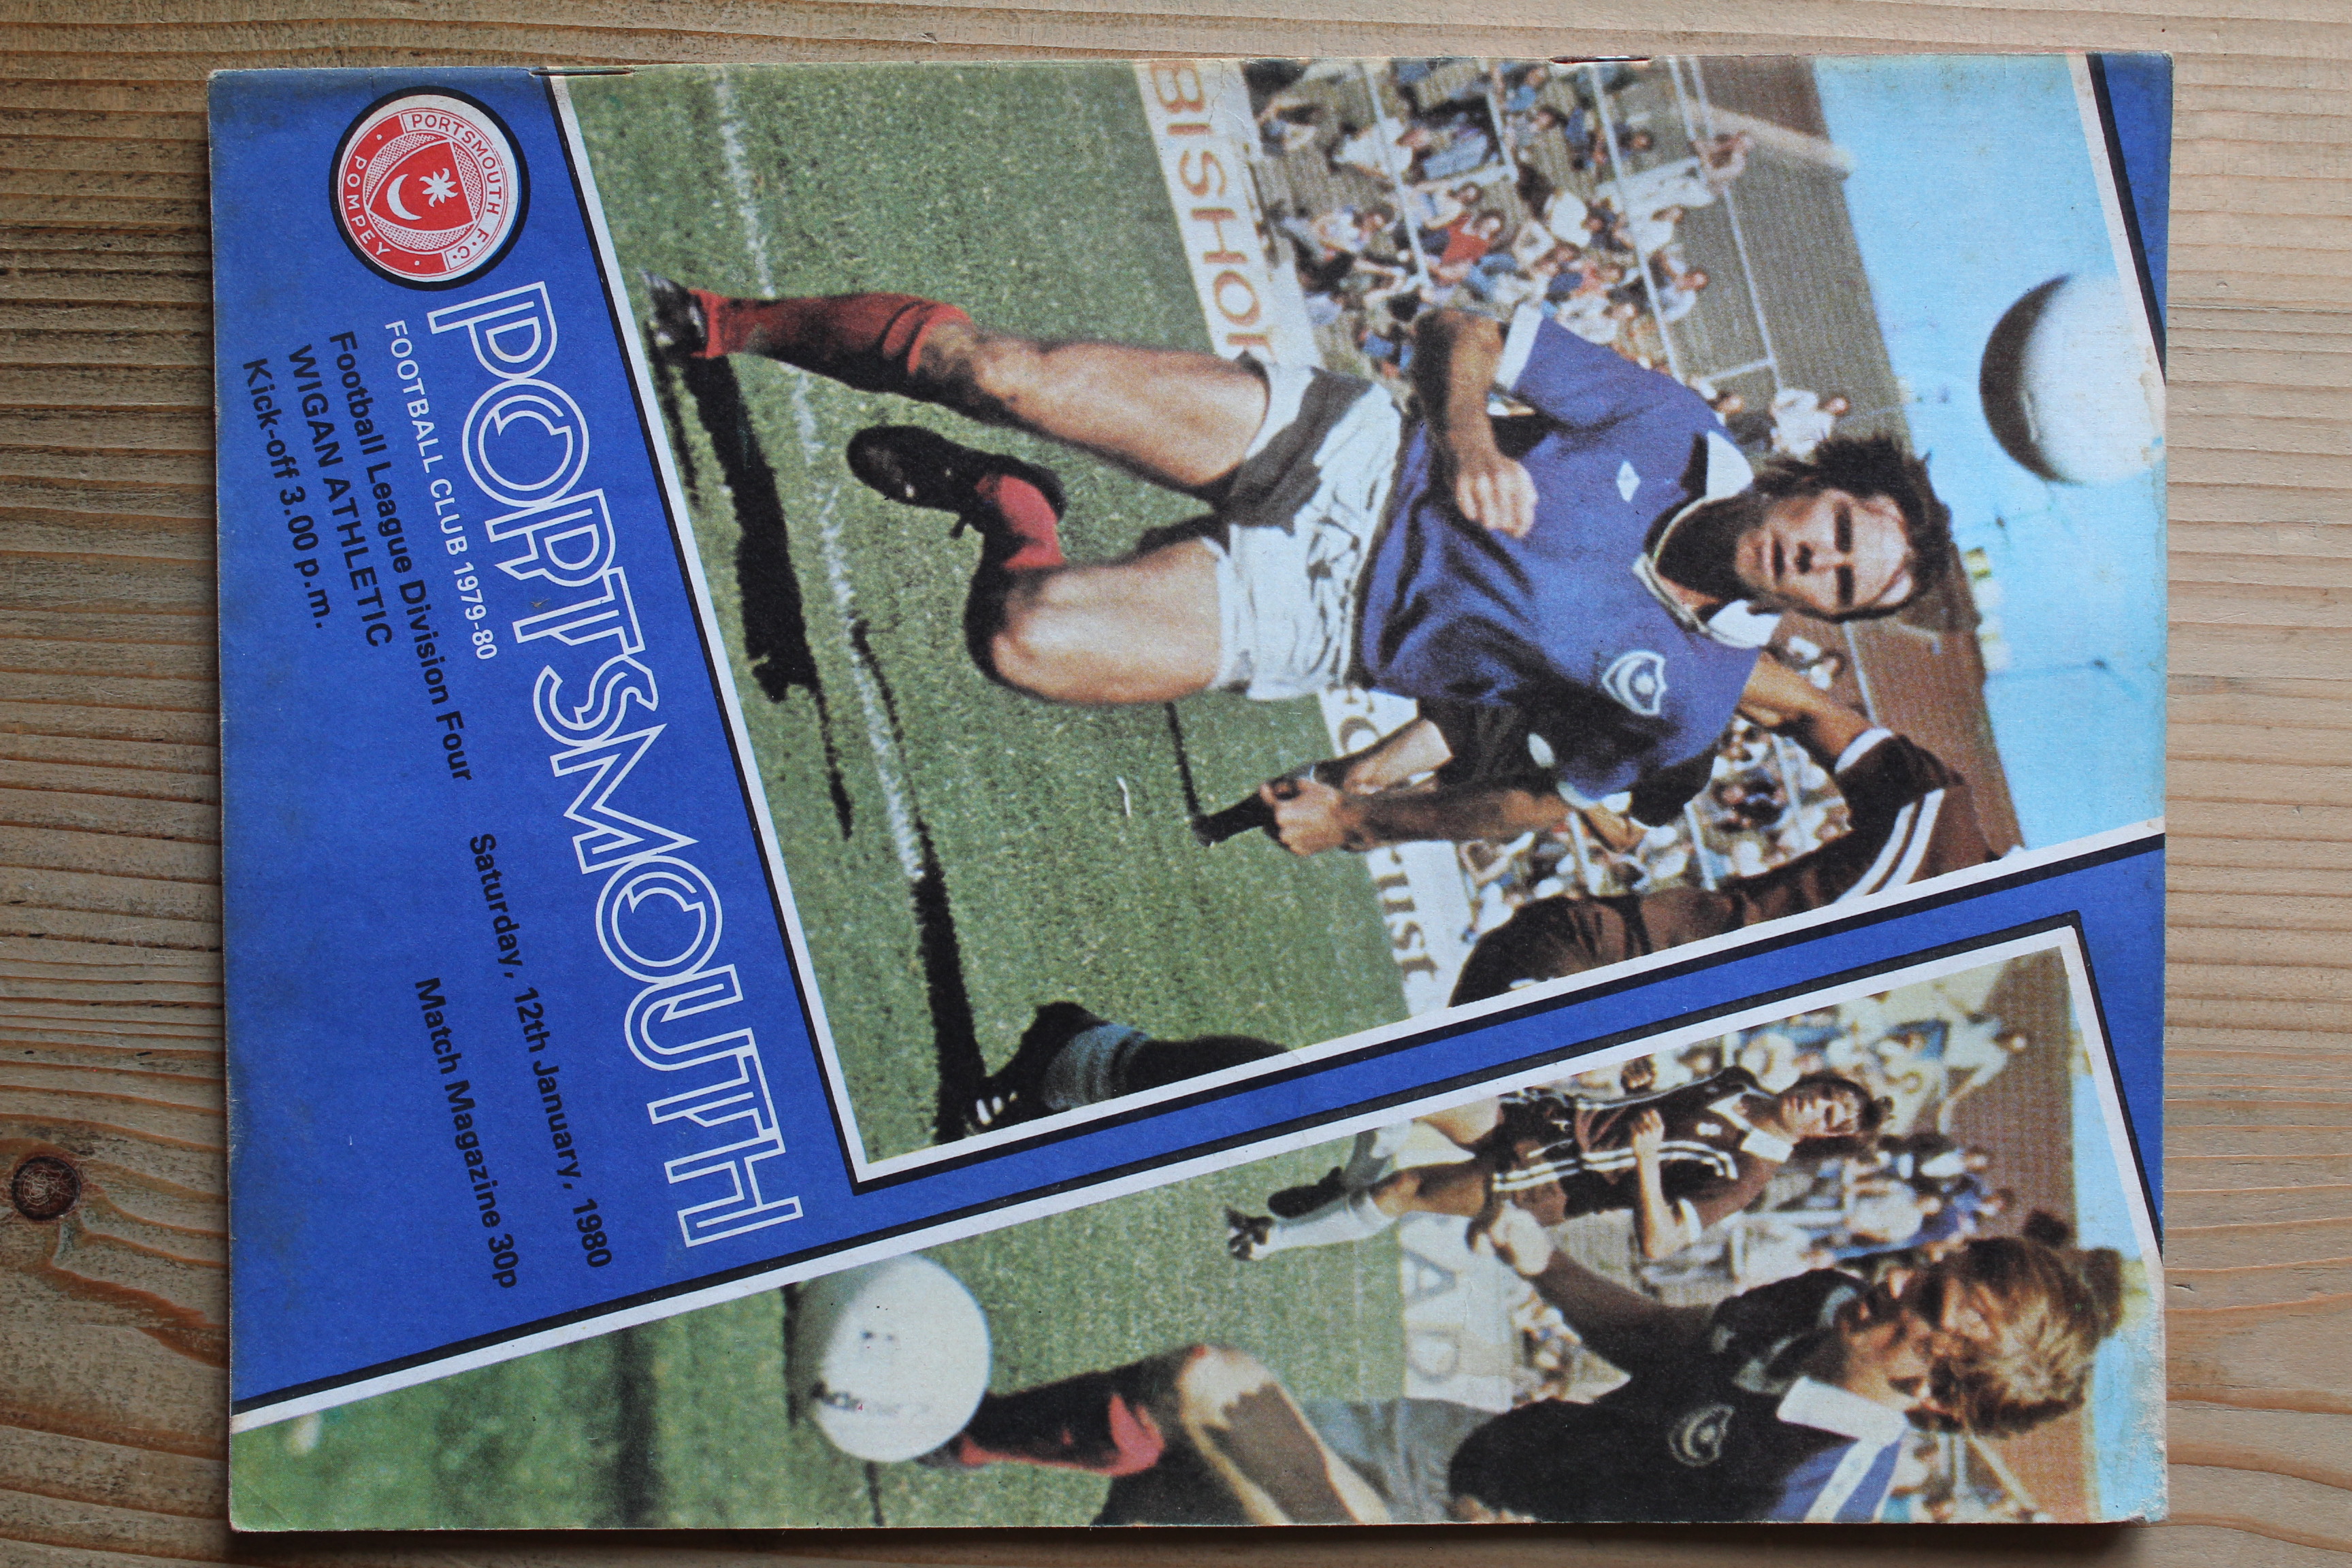 PORTSMOUTH F.C.
POMPEY
PORTSMOUTH
FOOTBALL CLUB 1979-80
Football League Division Four
WIGAN ATHLETIC
Kick-off 3.00 p.m.
Saturday, 12th January, 1980
Match Magazine 30p
BISHOP